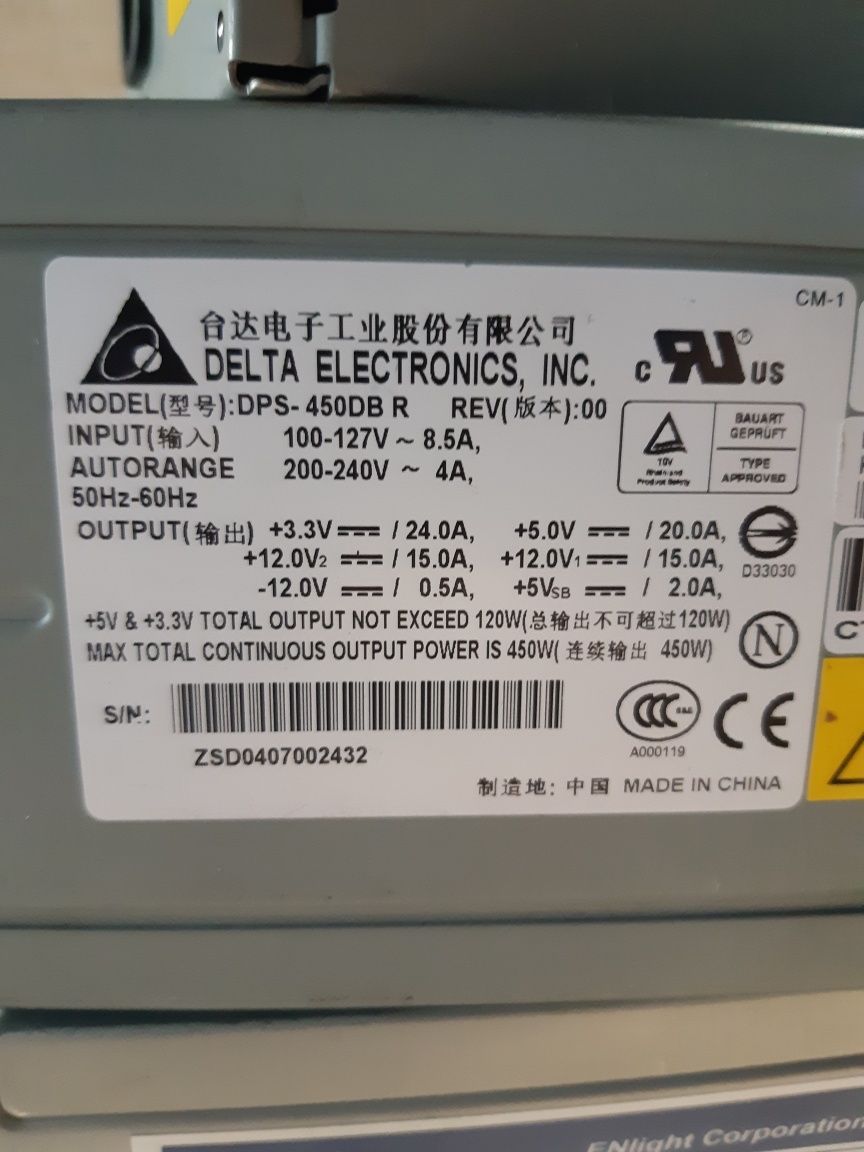 CM-1
台达电子工业股份有限公司
DELTA ELECTRONICS, INC.
C UR ® US
MODEL(型号):DPS-450DB R REV(版本):00
INPUT(输入) 100-127V ~ 8.5A,
AUTORANGE 200-240V ~ 4A,
50Hz-60Hz
TÜV
Rheinland
Product Safety
BAUART
GEPRÜFT
TYPE
APPROVED
OUTPUT(输出) +3.3V / 24.0A, +5.0V / 20.0A,
+12.0V2 / 15.0A, +12.0V1 / 15.0A,
-12.0V / 0.5A, +5VSB / 2.0A,
D33030
+5V & +3.3V TOTAL OUTPUT NOT EXCEED 120W(总输出不可超过120W)
MAX TOTAL CONTINUOUS OUTPUT POWER IS 450W(连续输出 450W)
N
S/N:
ZSD0407002432
CCC S&E
A000119
CE
制造地: 中国 MADE IN CHINA
ENlight Corporation